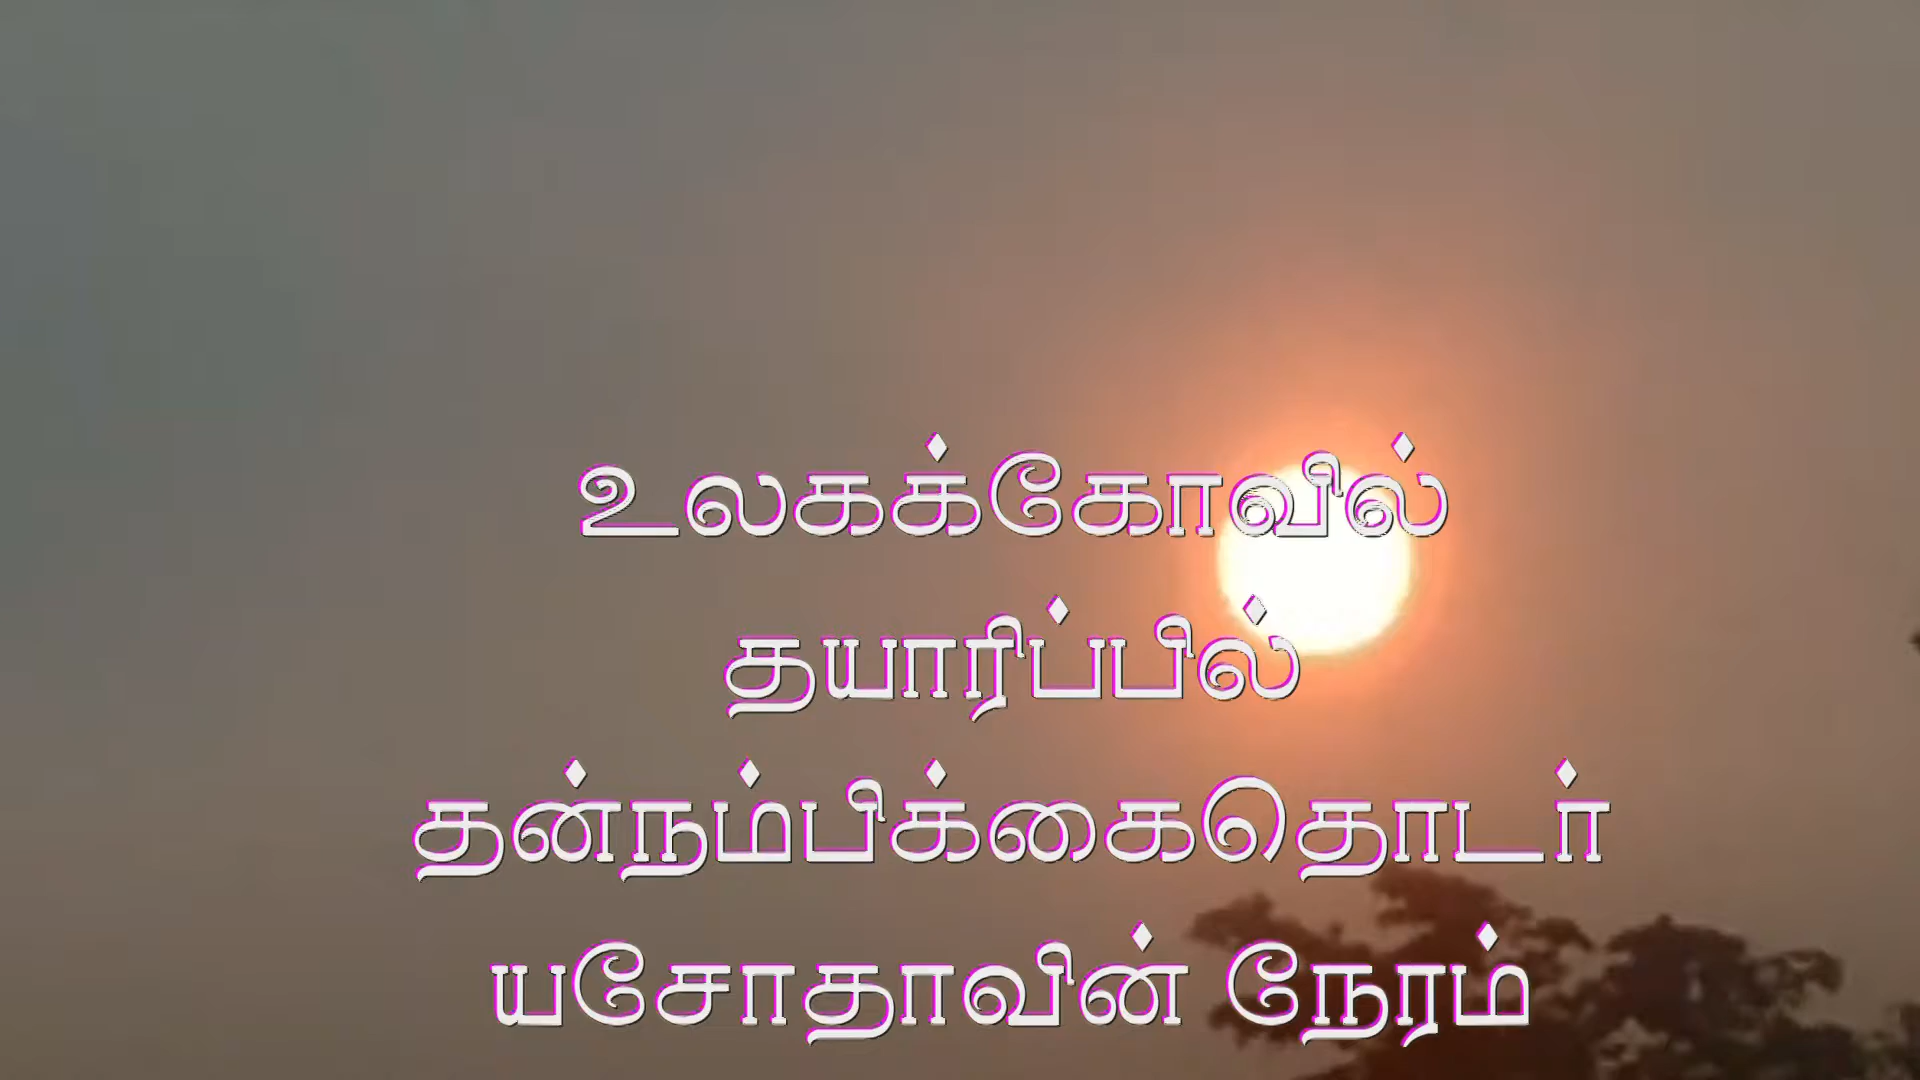 உலகக்கோவில்
தயாரிப்பில்
தன்நம்பிக்கைதொடர்
யசோதாவின் நேரம்